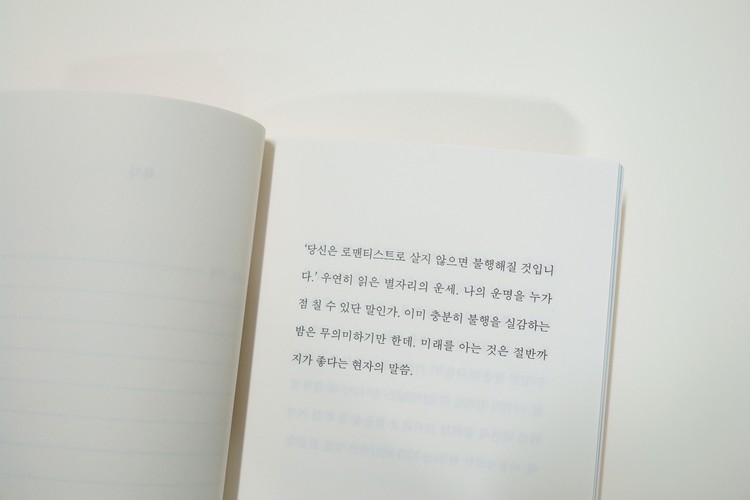 '당신은 로맨티스트로 살지 않으면 불행해질 것입니
다.' 우연히 읽은 별자리의 운세. 나의 운명을 누가
점 칠 수 있단 말인가. 이미 충분히 불행을 실감하는
밤은 무의미하기만 한데. 미래를 아는 것은 절반까
지가 좋다는 현자의 말씀.